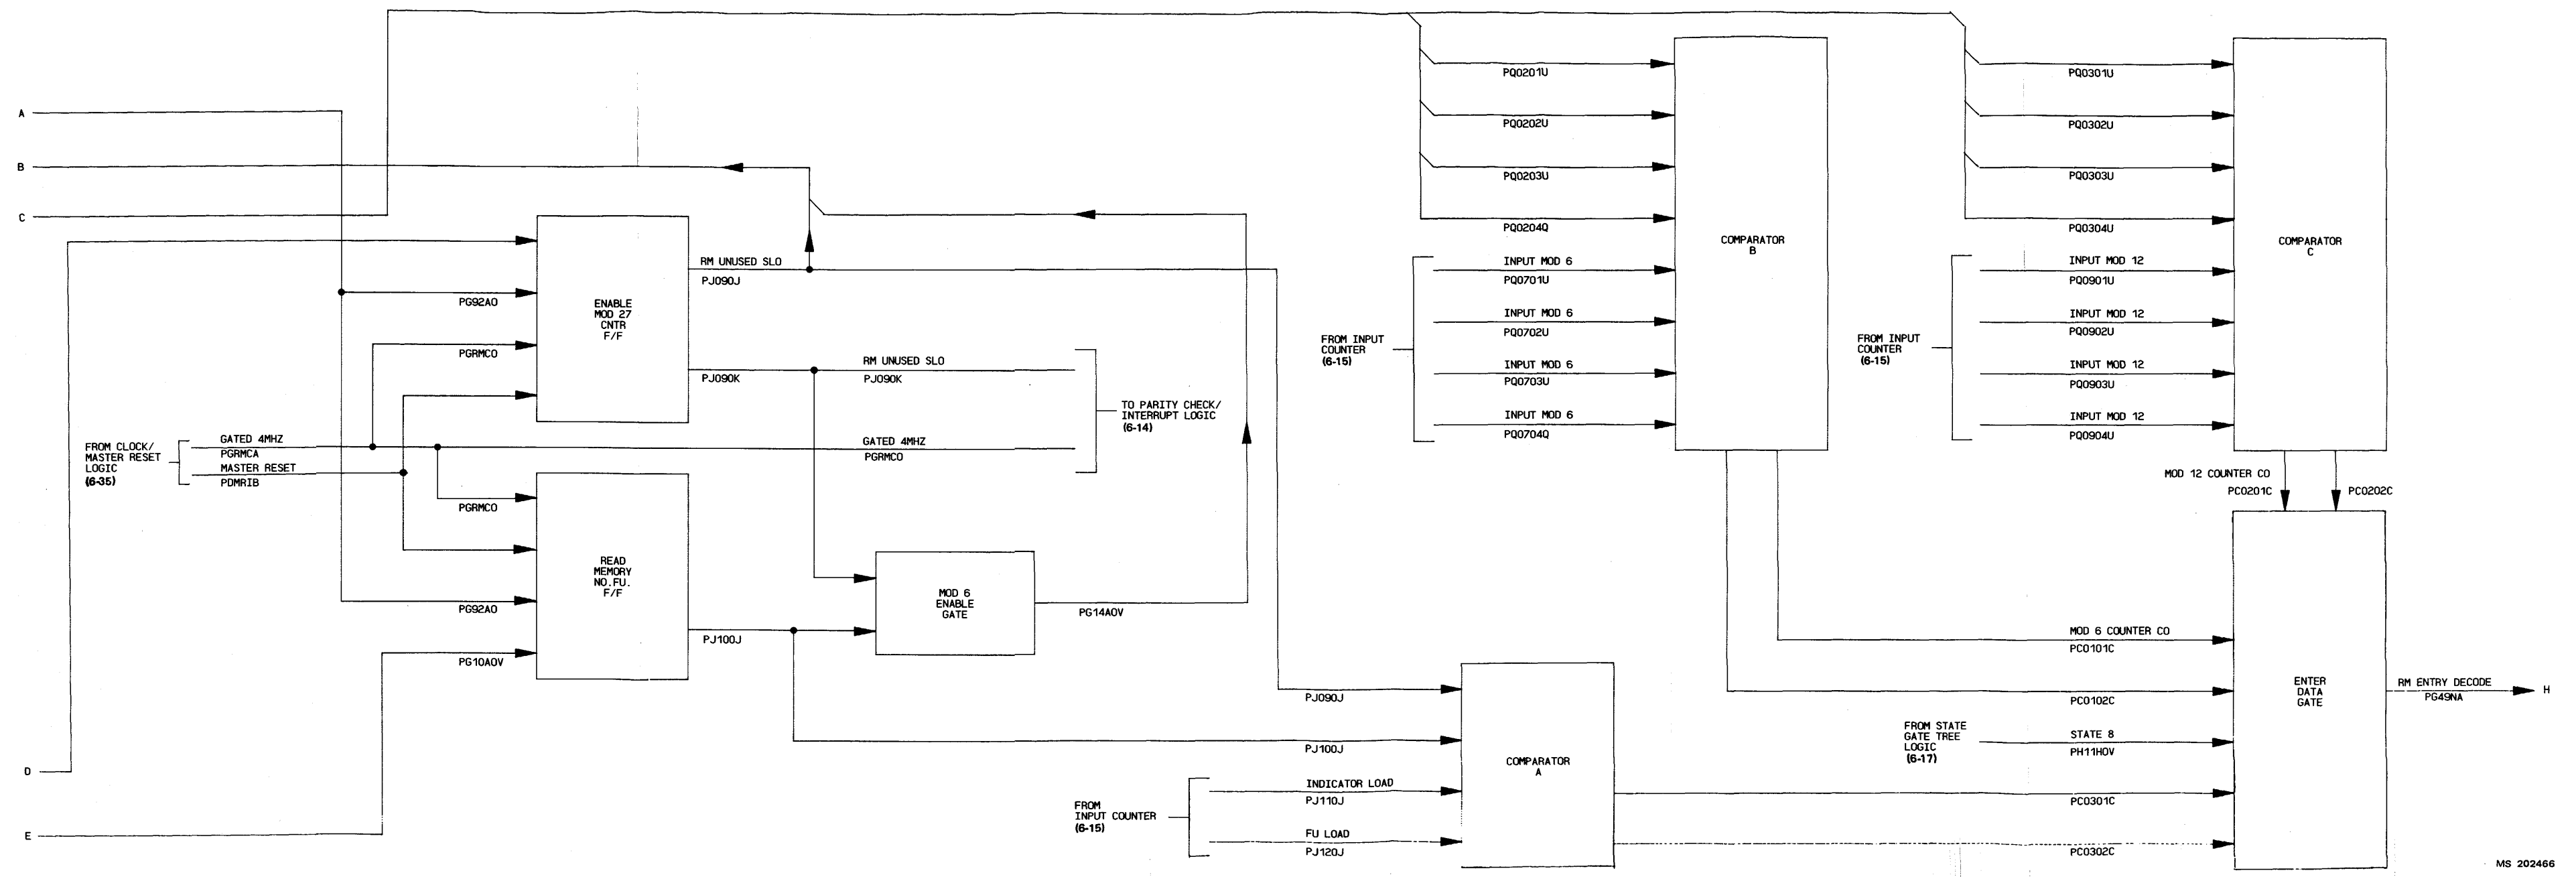 A
B
C
D
E
FROM CLOCK/
MASTER RESET
LOGIC
(6-35)
GATED 4MHZ
PGRMCA
MASTER RESET
PDMRIB
PG92AO
PGRMCO
ENABLE
MOD 27
CNTR
F/F
RM UNUSED SLO
PJ090J
PJ090K
RM UNUSED SLO
PJ090K
GATED 4MHZ
PGRMCO
TO PARITY CHECK/
INTERRUPT LOGIC
(6-14)
PGRMCO
PG92AO
PG10AOV
READ
MEMORY
NO.FU.
F/F
PJ100J
MOD 6
ENABLE
GATE
PG14AOV
PQ0201U
PQ0202U
PQ0203U
PQ0204Q
FROM INPUT
COUNTER
(6-15)
INPUT MOD 6
PQ0701U
INPUT MOD 6
PQ0702U
INPUT MOD 6
PQ0703U
INPUT MOD 6
PQ0704Q
COMPARATOR
B
PQ0301U
PQ0302U
PQ0303U
PQ0304U
FROM INPUT
COUNTER
(6-15)
INPUT MOD 12
PQ0901U
INPUT MOD 12
PQ0902U
INPUT MOD 12
PQ0903U
INPUT MOD 12
PQ0904U
COMPARATOR
C
MOD 12 COUNTER CO
PC0201C
PC0202C
PJ090J
PJ100J
FROM
INPUT COUNTER
(6-15)
INDICATOR LOAD
PJ110J
FU LOAD
PJ120J
COMPARATOR
A
MOD 6 COUNTER CO
PC0101C
PC0102C
FROM STATE
GATE TREE
LOGIC
(6-17)
STATE 8
PH11HOV
PC0301C
PC0302C
ENTER
DATA
GATE
RM ENTRY DECODE
PG49NA
H
MS 202466